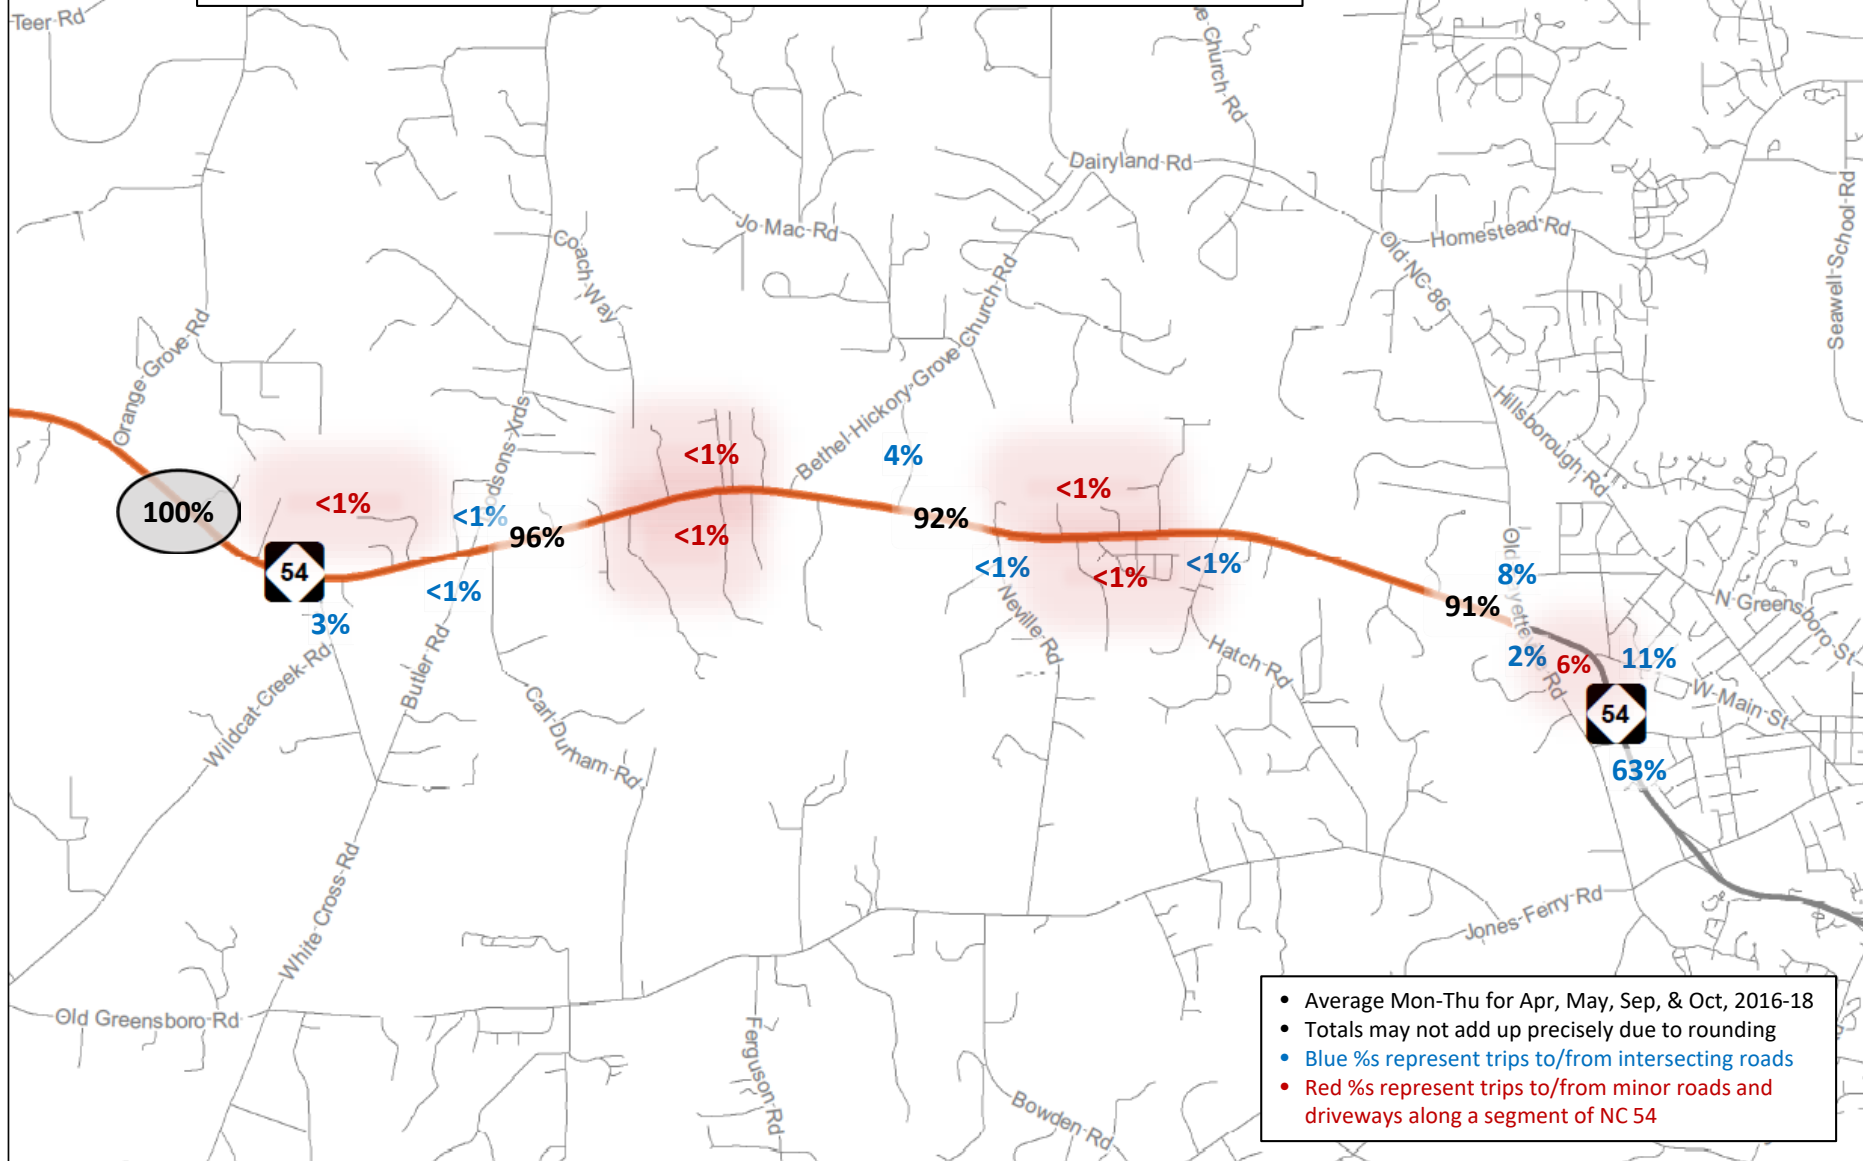 Teer Rd
Church Rd
Dairyland Rd
Seawell School Rd
Jo Mac Rd
Homestead Rd
Coach Way
Old NC 86
Orange Grove Rd
Bethel-Hickory Grove Church Rd
Hillsborough Rd
<1%
4%
<1%
100%
<1%
<1%
96%
<1%
92%
54
<1%
<1%
<1%
<1%
8%
91%
3%
Butler Rd
Neville Rd
Hatch Rd
N Greensboro St
2%
6%
11%
Old
Rd
Wildcat Creek Rd
Carl Durham Rd
W Main St
54
63%
White Cross Rd
Jones Ferry Rd
Old Greensboro Rd
Ferguson Rd
Bowden Rd
• Average Mon-Thu for Apr, May, Sep, & Oct, 2016-18
• Totals may not add up precisely due to rounding
• Blue %s represent trips to/from intersecting roads
• Red %s represent trips to/from minor roads and
driveways along a segment of NC 54